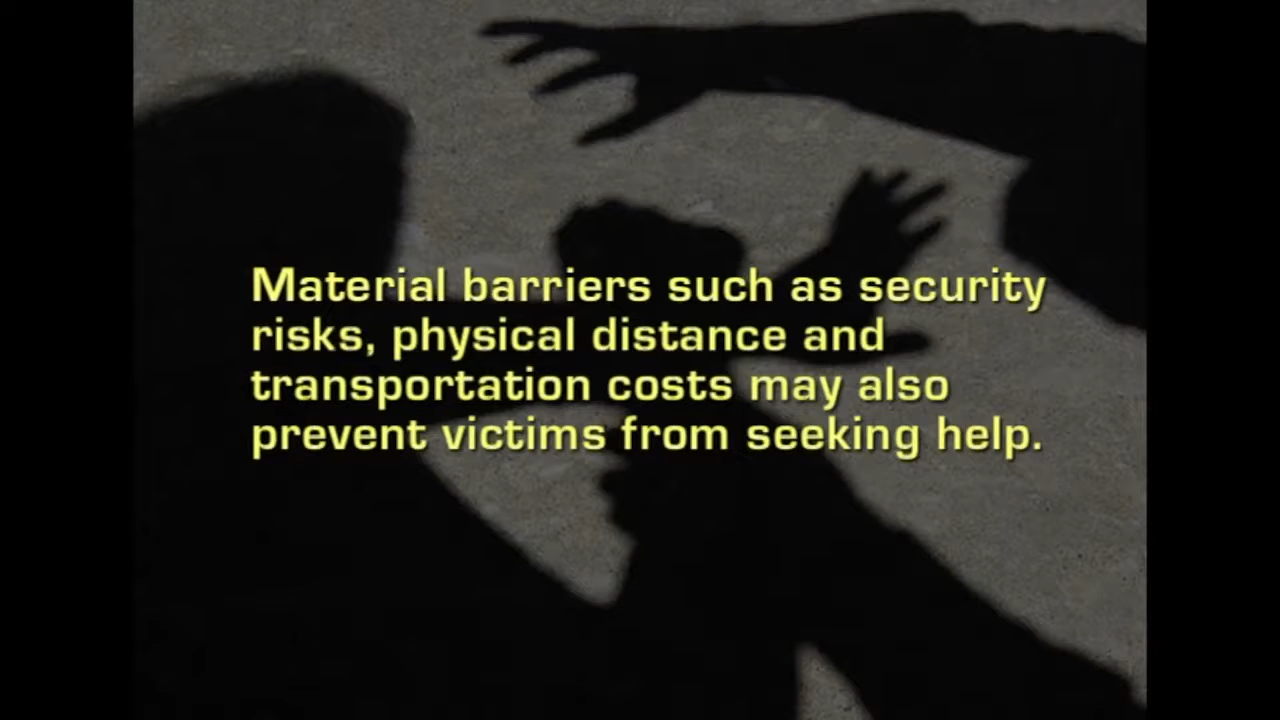 Material barriers such as security
risks, physical distance and
transportation costs may also
prevent victims from seeking help.